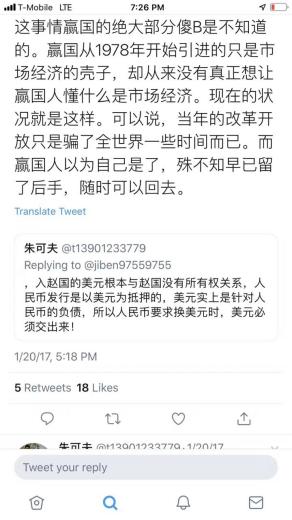 T-Mobile LTE
7:26 PM
这事情赢国的绝大部分傻B是不知道
的。赢国从1978年开始引进的只是市
场经济的壳子，却从来没有真正想让
赢国人懂什么是市场经济。现在的状
况就是这样。可以说，当年的改革开
放只是骗了全世界一些时间而已。而
赢国人以为自己是了，殊不知早已留
了后手，随时可以回去。
Translate Tweet
朱可夫 @t13901233779
Replying to @jiben97559755
，入赵国的美元根本与赵国没有所有权关系，人
民币发行是以美元为抵押的，美元实上是针对人
民币的负债，所以人民币要求换美元时，美元必
须交出来！
1/20/17, 5:18 PM
5 Retweets 18 Likes
朱可夫 @t13901233779·1/20/17
Tweet your reply